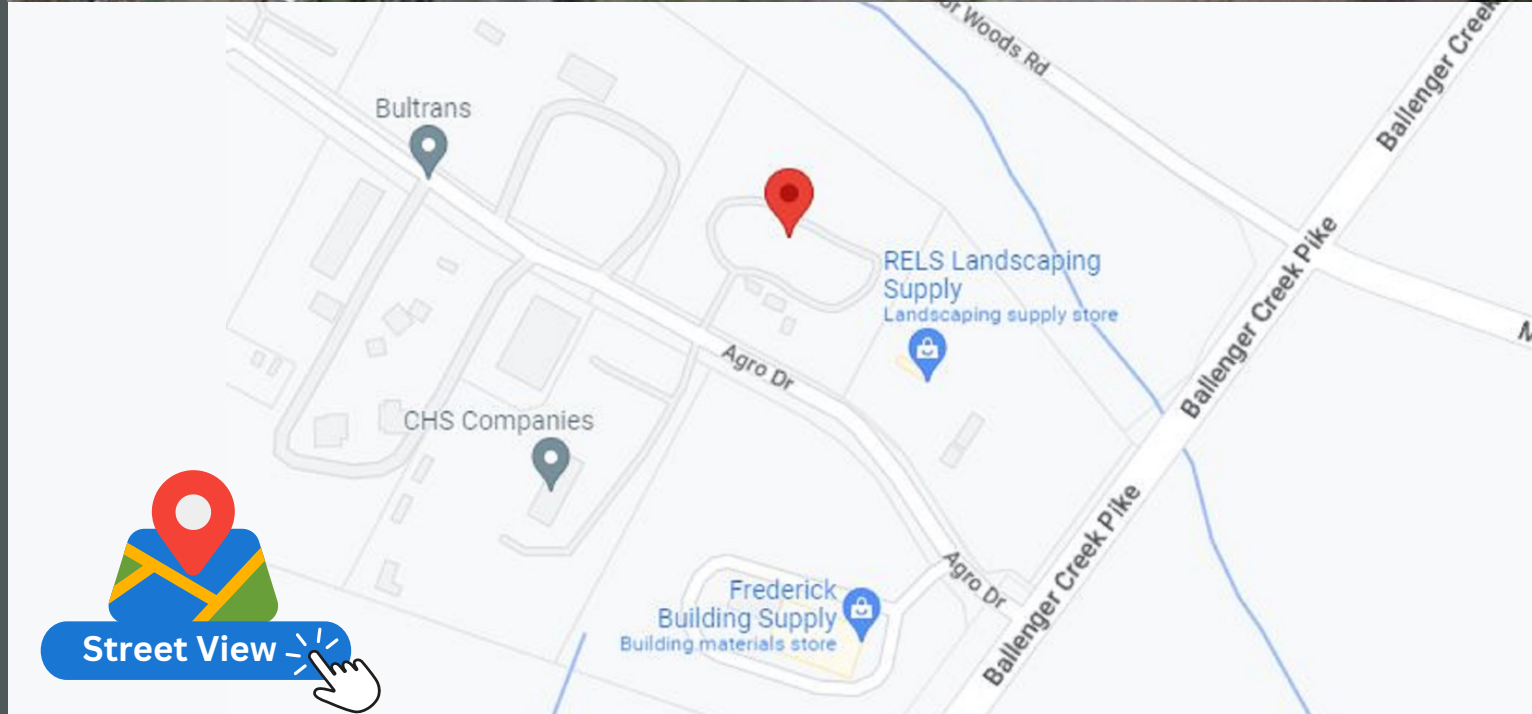 Woods Rd
Ballenger Creek
Bultrans
RELS Landscaping
Supply
Landscaping supply store
Ballenger Creek Pike
Agro Dr
CHS Companies
Ballenger Creek Pike
Agro Dr
Frederick
Building Supply
Building materials store
Street View